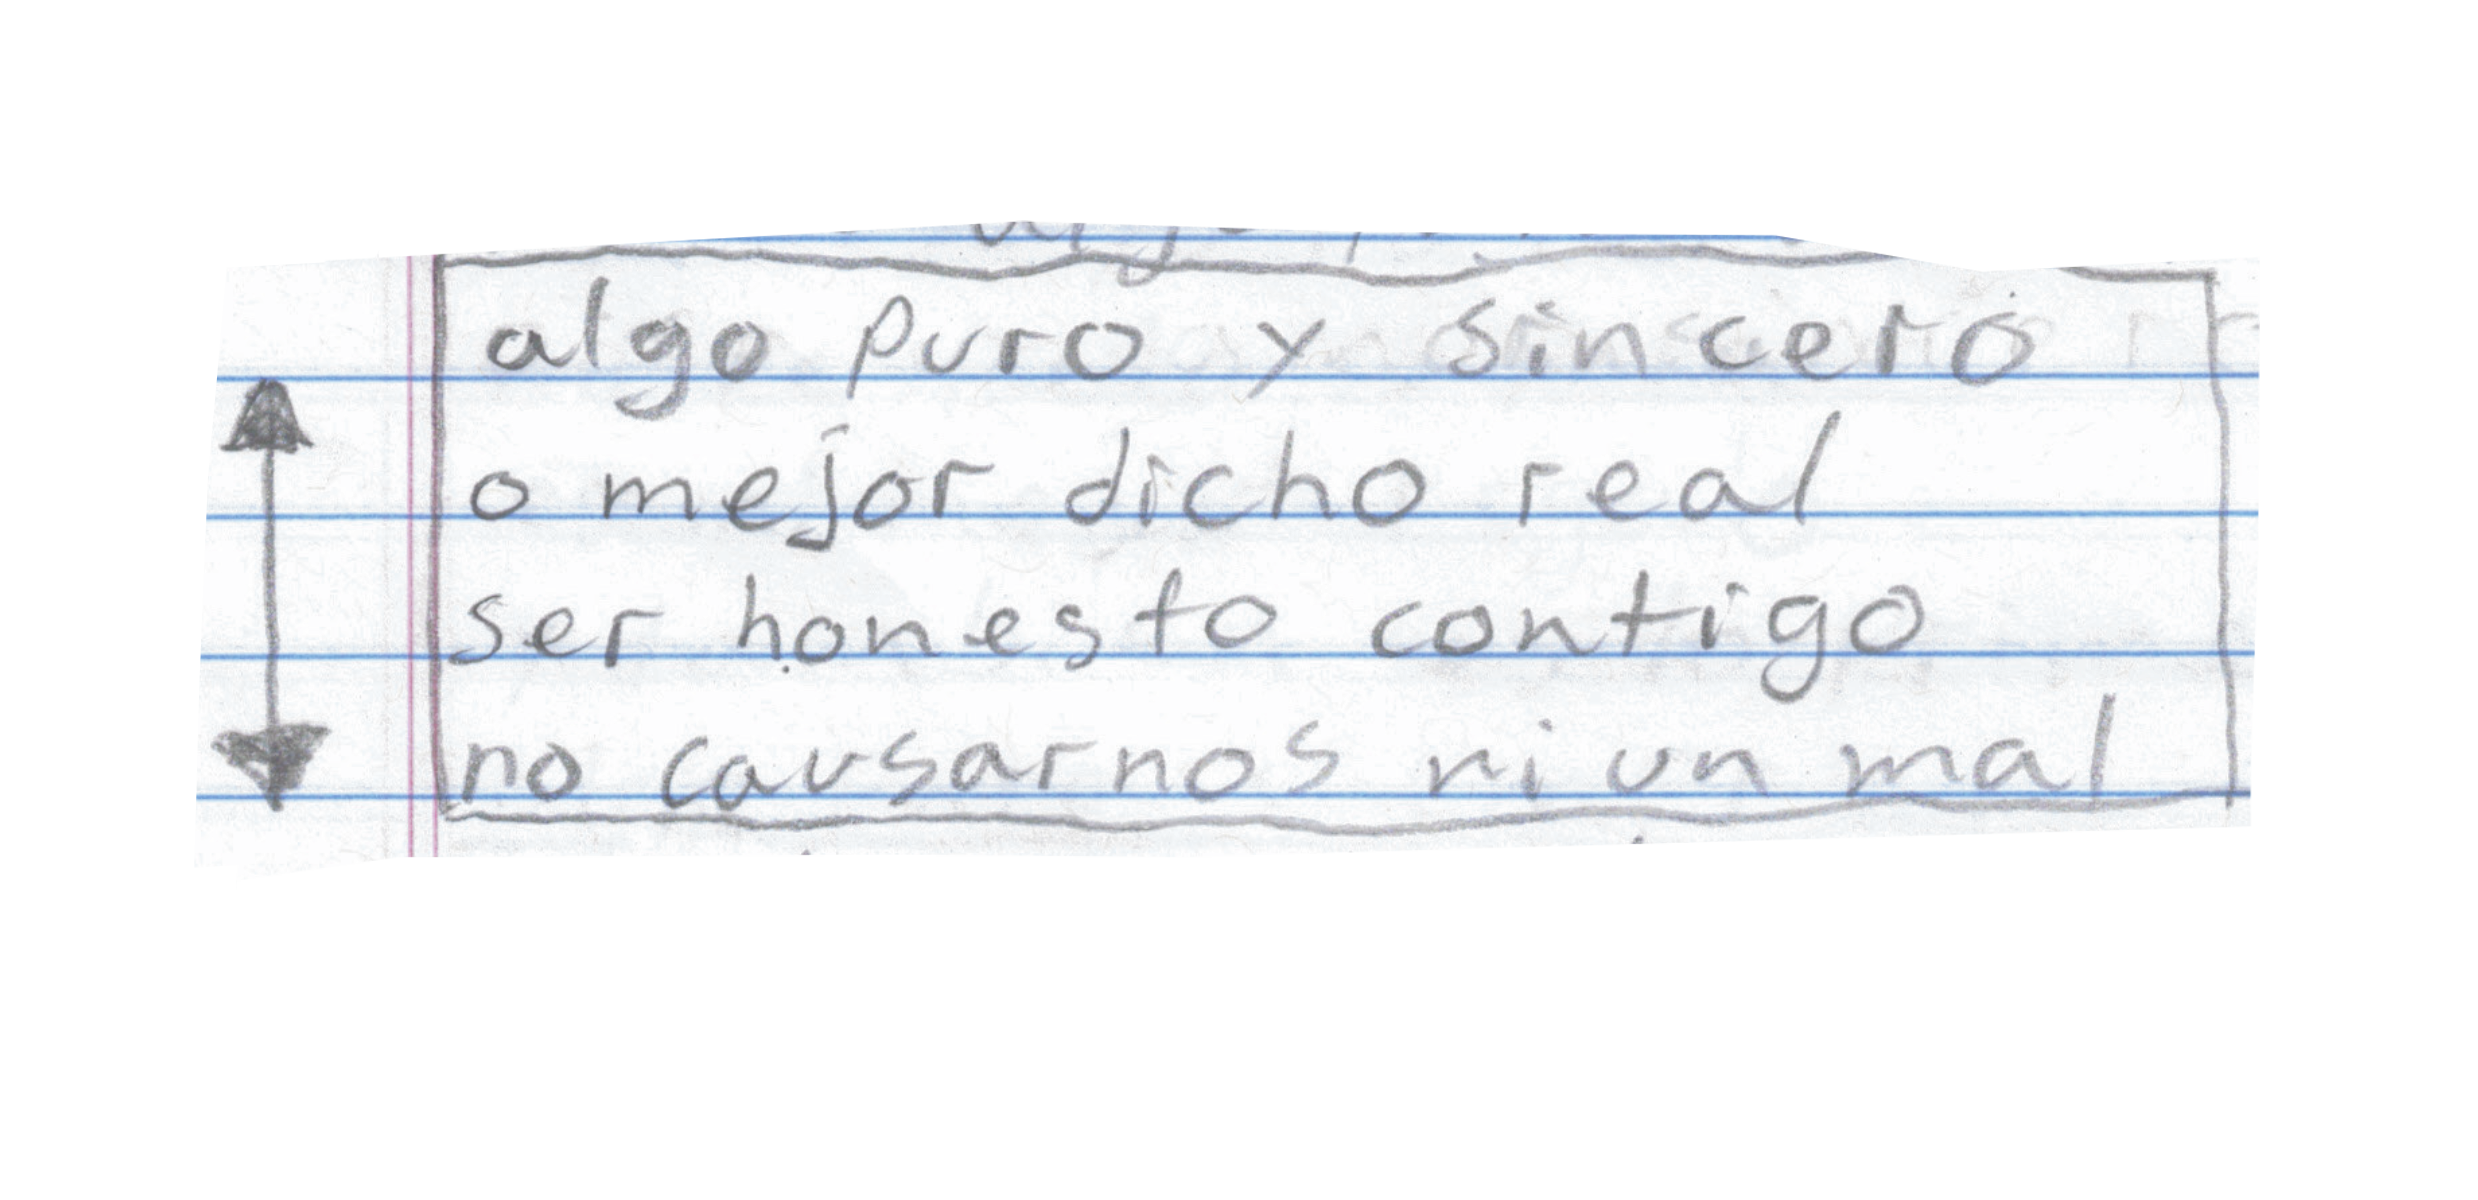 algo puro y sincero
o mejor dicho real
ser honesto contigo
no causarnos ni un mal